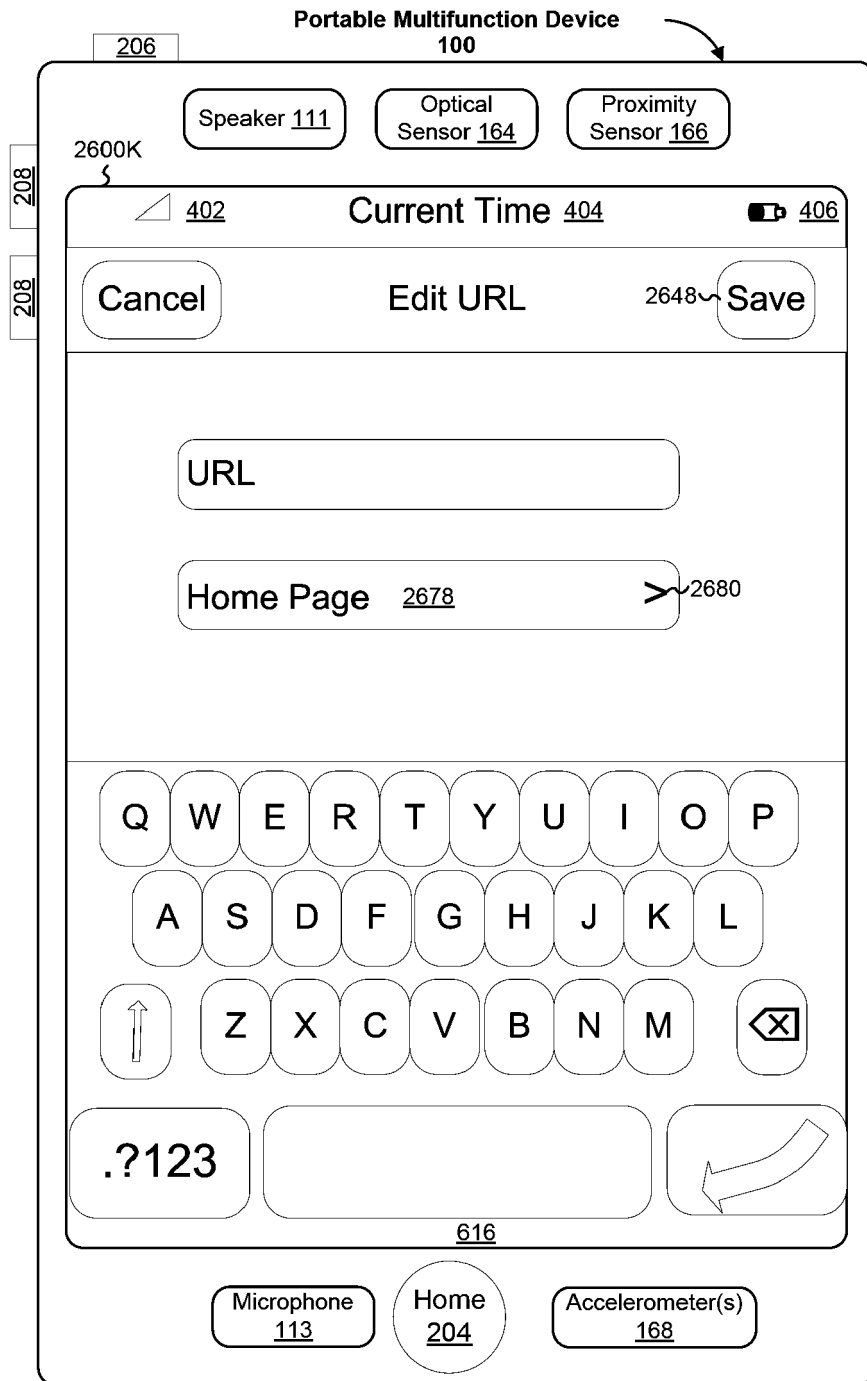 Portable Multifunction Device
100
206
Speaker 111
Optical
Sensor 164
Proximity
Sensor 166
2600K
208
208
402
Current Time 404
406
Cancel
Edit URL
2648
Save
URL
Home Page 2678
>
2680
Q W E R T Y U I O P
A S D F G H J K L
Z X C V B N M
.?123
616
Microphone
113
Home
204
Accelerometer(s)
168